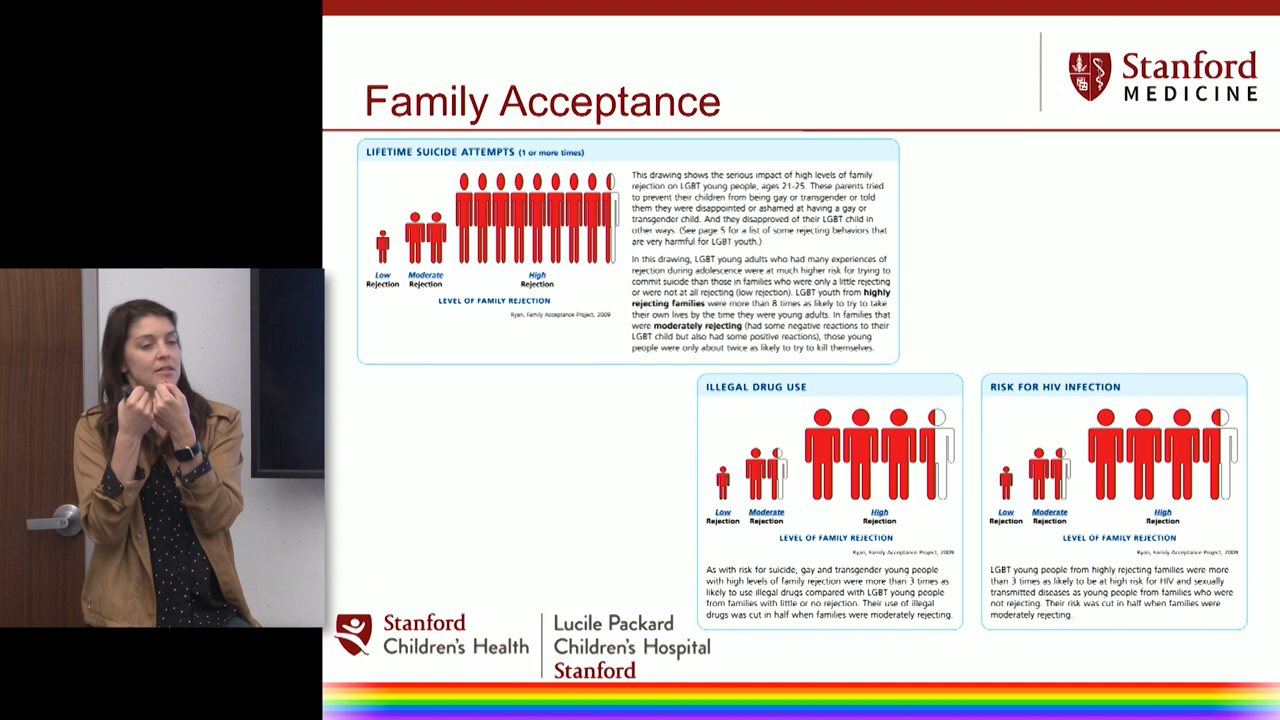 Family Acceptance
Stanford
MEDICINE
LIFETIME SUICIDE ATTEMPTS (1 or more times)
Low
Rejection
Moderate
Rejection
High
Rejection
LEVEL OF FAMILY REJECTION
Ryan, Family Acceptance Project, 2009
This drawing shows the serious impact of high levels of family
rejection on LGBT young people, ages 21-25. These parents tried
to prevent their children from being gay or transgender or told
them they were disappointed or ashamed at having a gay or
transgender child. And they disapproved of their LGBT child in
other ways. (See page 5 for a list of some rejecting behaviors that
are very harmful for LGBT youth.)
In this drawing, LGBT young adults who had many experiences of
rejection during adolescence were at much higher risk for trying to
commit suicide than those in families who were only a little rejecting
or were not at all rejecting (low rejection). LGBT youth from highly
rejecting families were more than 8 times as likely to try to take
their own lives by the time they were young adults. In families that
were moderately rejecting (had some negative reactions to their
LGBT child but also had some positive reactions), those young
people were only about twice as likely to try to kill themselves.
ILLEGAL DRUG USE
Low
Rejection
Moderate
Rejection
High
Rejection
LEVEL OF FAMILY REJECTION
Ryan, Family Acceptance Project, 2009
As with risk for suicide, gay and transgender young people
with high levels of family rejection were more than 3 times as
likely to use illegal drugs compared with LGBT young people
from families with little or no rejection. Their use of illegal
drugs was cut in half when families were moderately rejecting.
RISK FOR HIV INFECTION
Low
Rejection
Moderate
Rejection
High
Rejection
LEVEL OF FAMILY REJECTION
Ryan, Family Acceptance Project, 2009
LGBT young people from highly rejecting families were more
than 3 times as likely to be at high risk for HIV and sexually
transmitted diseases as young people from families who were
not rejecting. Their risk was cut in half when families were
moderately rejecting.
Stanford
Children's Health
Lucile Packard
Children's Hospital
Stanford